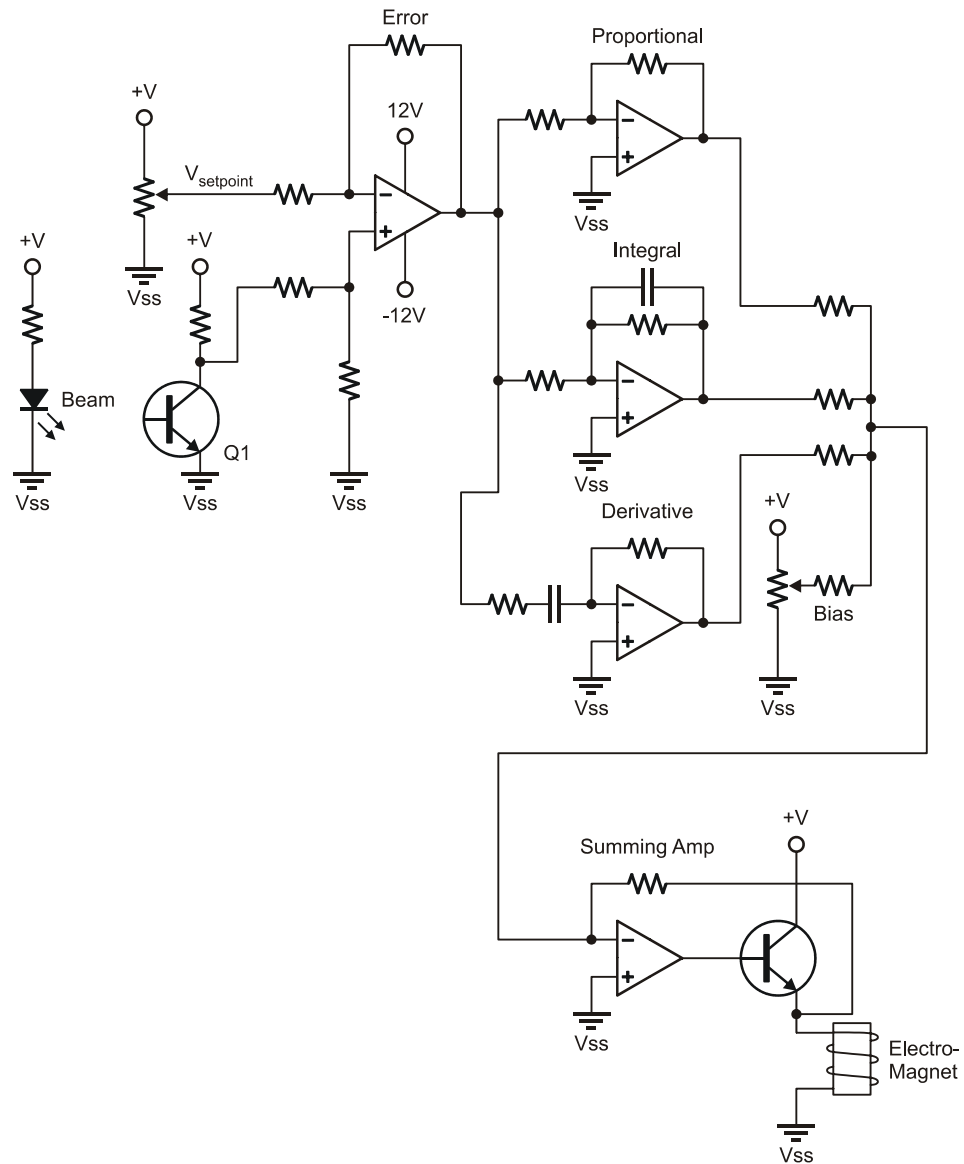 Error
Proportional
+V
12V
V setpoint
+V
+V
Vss
Vss
Integral
-12V
Beam
Q1
Vss
Vss
Vss
Vss
Derivative
+V
Bias
Vss
Vss
+V
Summing Amp
Vss
Electro-
Magnet
Vss